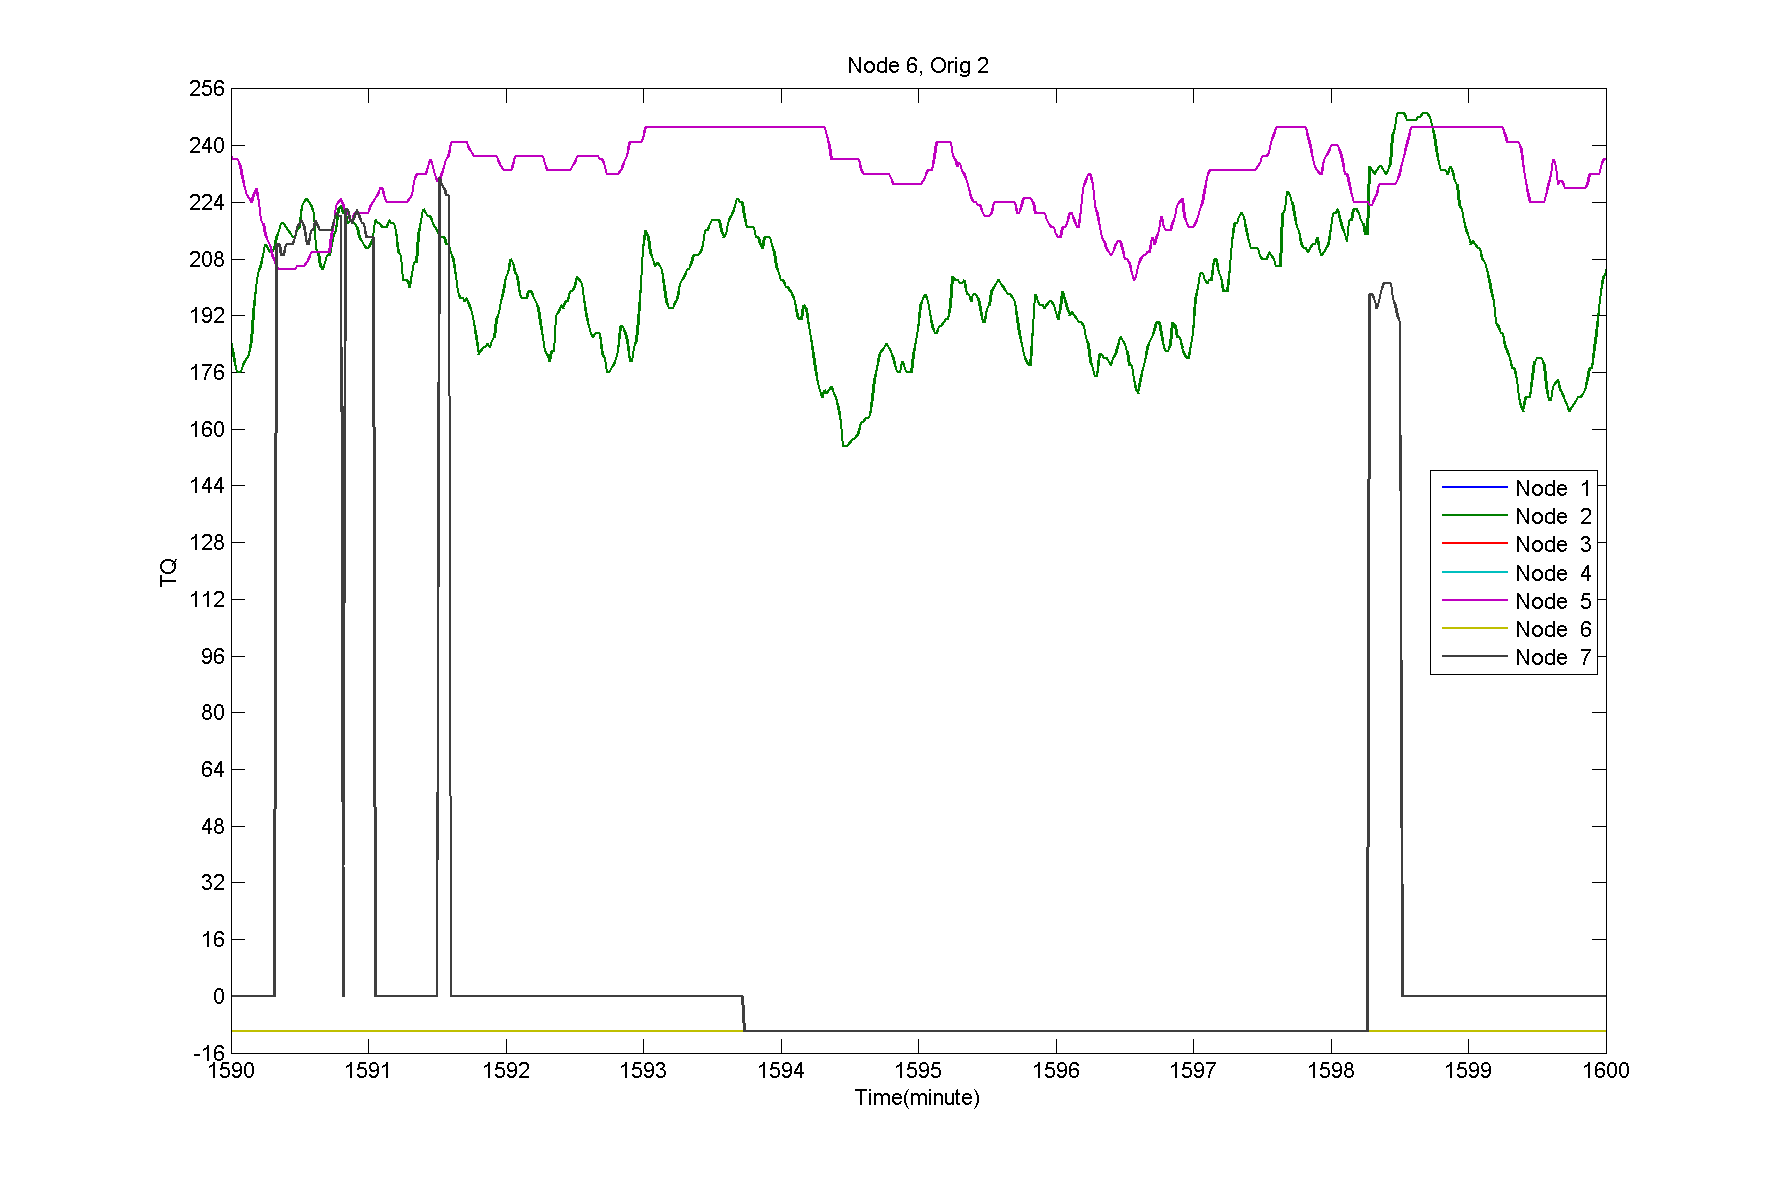 Node 6, Orig 2
256
240
224
208
192
176
160
144
128
112
96
80
64
48
32
16
0
-16
TQ
Node 1
Node 2
Node 3
Node 4
Node 5
Node 6
Node 7
1590 1591 1592 1593 1594 1595 1596 1597 1598 1599 1600
Time(minute)